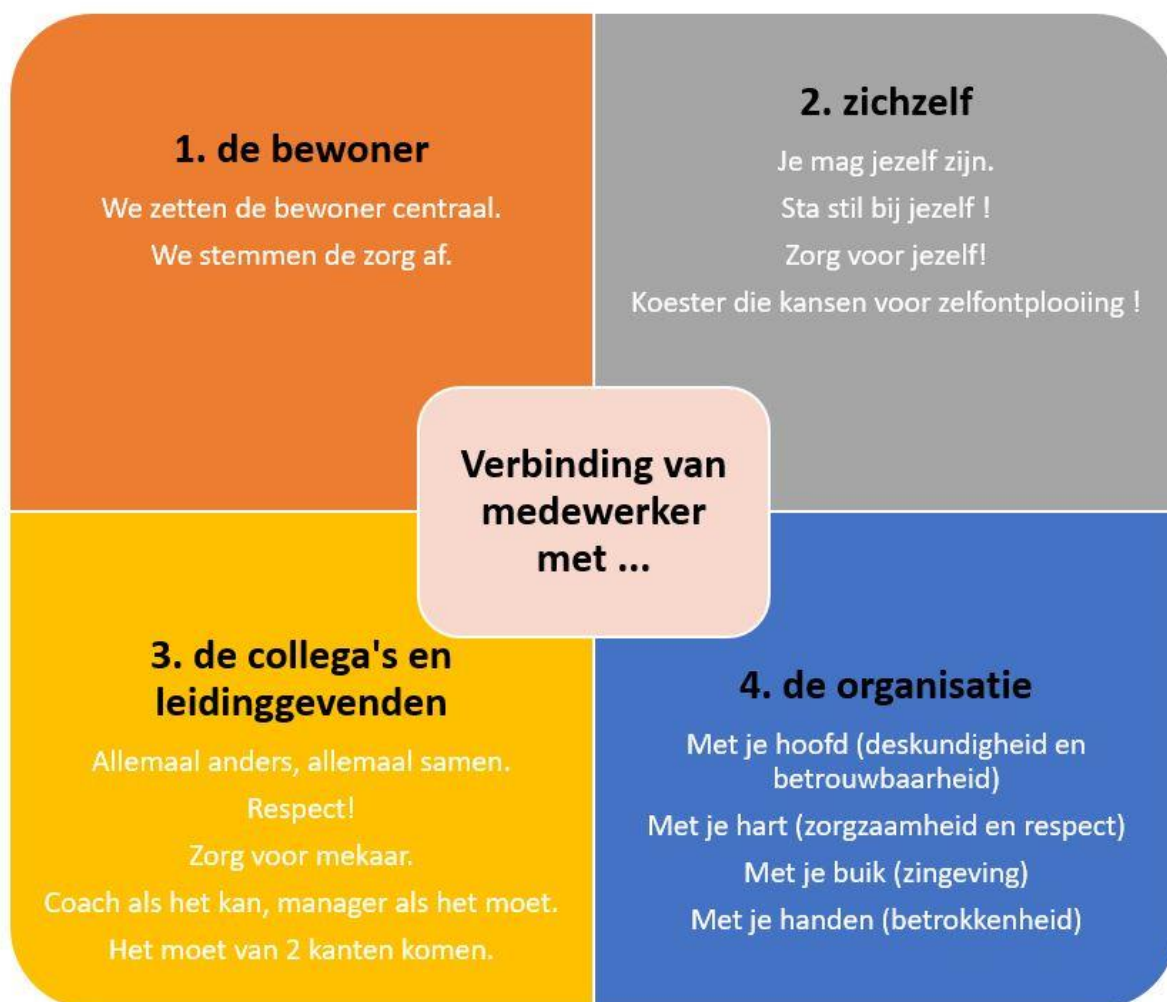 1. de bewoner
We zetten de bewoner centraal.
We stemmen de zorg af.
2. zichzelf
Je mag jezelf zijn.
Sta stil bij jezelf !
Zorg voor jezelf!
Koester die kansen voor zelfontplooiing !
Verbinding van
medewerker
met ...
3. de collega's en
leidinggevenden
Allemaal anders, allemaal samen.
Respect!
Zorg voor mekaar.
Coach als het kan, manager als het moet.
Het moet van 2 kanten komen.
4. de organisatie
Met je hoofd (deskundigheid en
betrouwbaarheid)
Met je hart (zorgzaamheid en respect)
Met je buik (zingeving)
Met je handen (betrokkenheid)